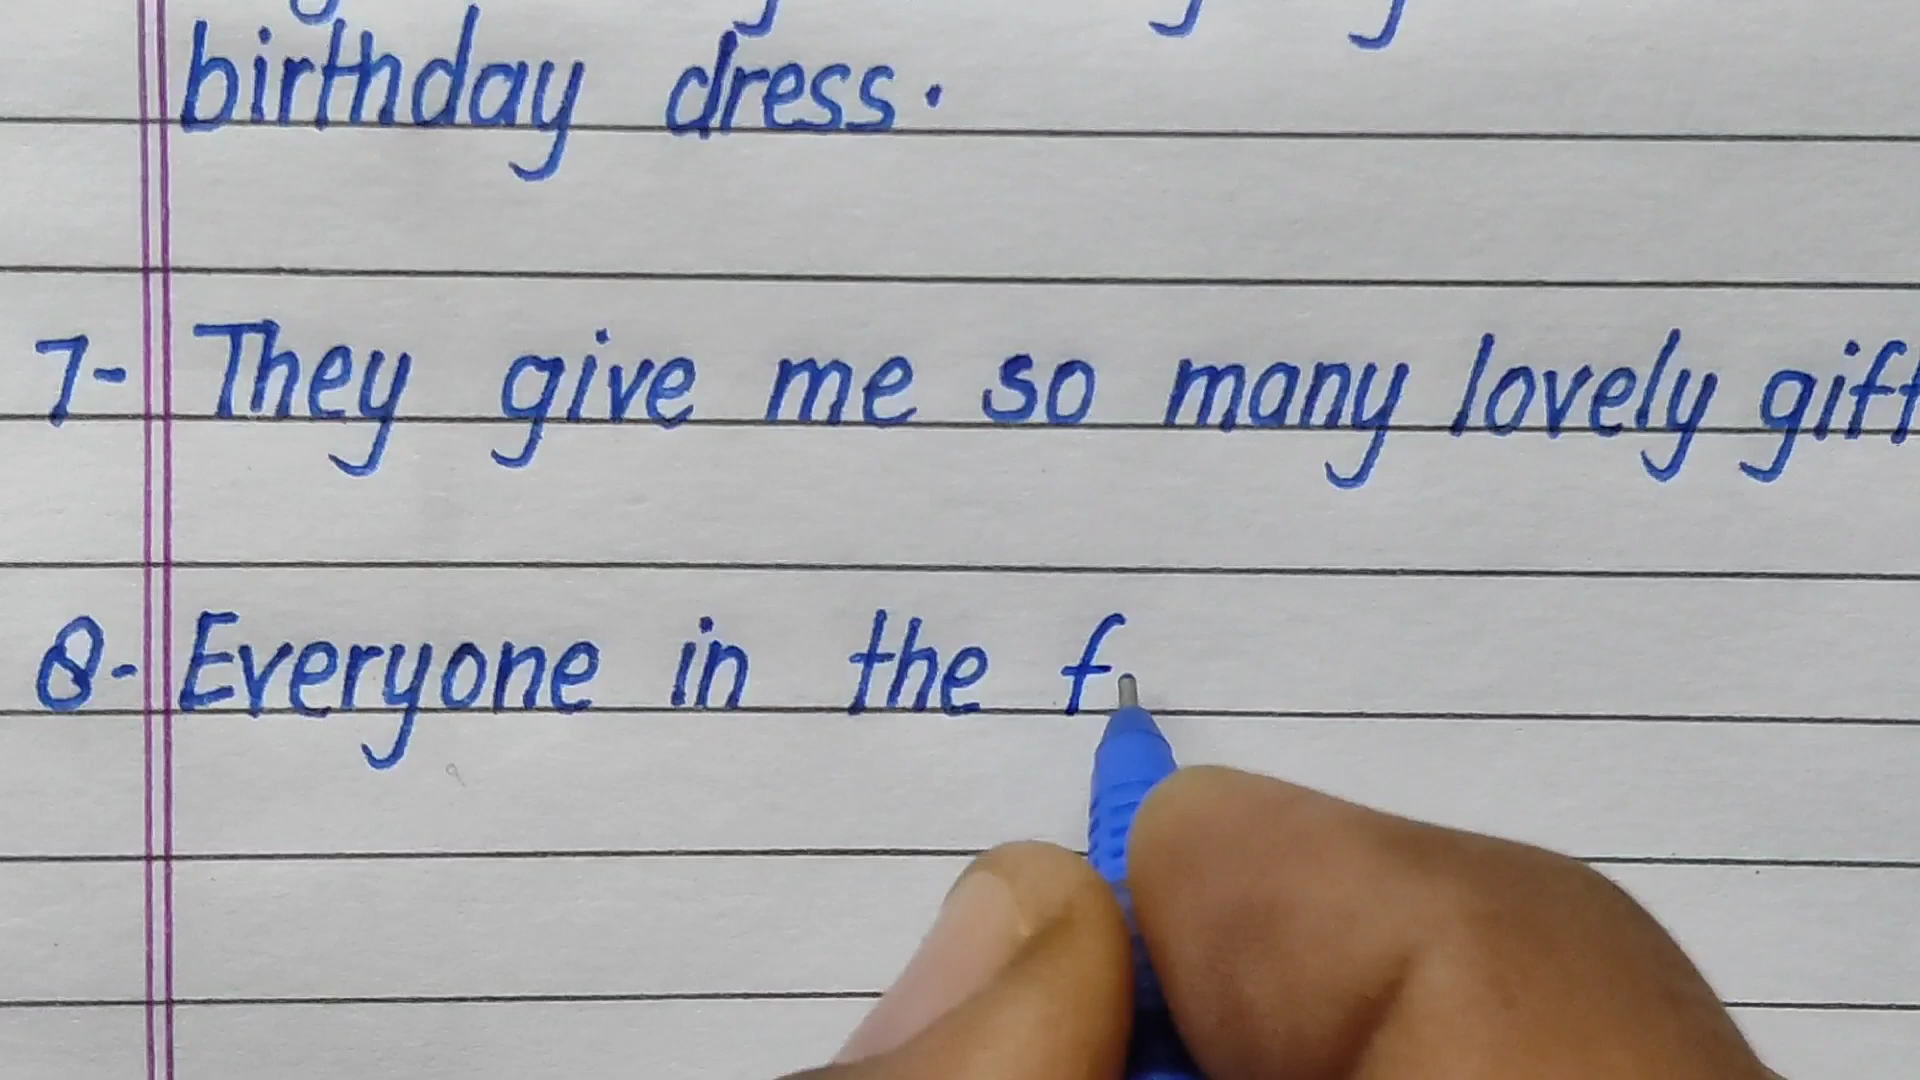 birthday dress.
7- They give me so many lovely gift
8- Everyone in the f